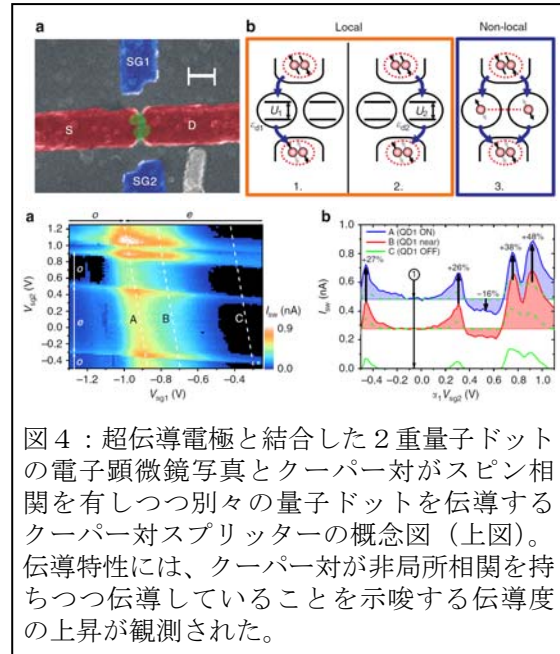 a
SG1
S
D
SG2
b
Local
Non-local
U1
U2
εd1
εd2
1.
2.
3.
a
o
e
Vsg2 (V)
1.2
1.0
0.8
0.6
0.4
0.2
0.0
-0.2
-0.4
o
e
o
A
B
C
Isw (nA)
0.9
0.0
-1.2
-1.0
-0.8
-0.6
-0.4
-0.2
Vsg1 (V)
b
A (QD1 ON)
B (QD1 near)
C (QD1 OFF)
+48%
+38%
+27%
+26%
-16%
1
Isw (nA)
1.0
0.8
0.6
0.4
0.2
0.0
-0.4
-0.2
0.0
0.2
0.4
0.6
0.8
1.0
α1Vsg2 (V)
図4：超伝導電極と結合した2重量子ドット
の電子顕微鏡写真とクーパー対がスピン相
関を有しつつ別々の量子ドットを伝導する
クーパー対スプリッターの概念図（上図）。
伝導特性には、クーパー対が非局所相関を持
ちつつ伝導していることを示唆する伝導度
の上昇が観測された。